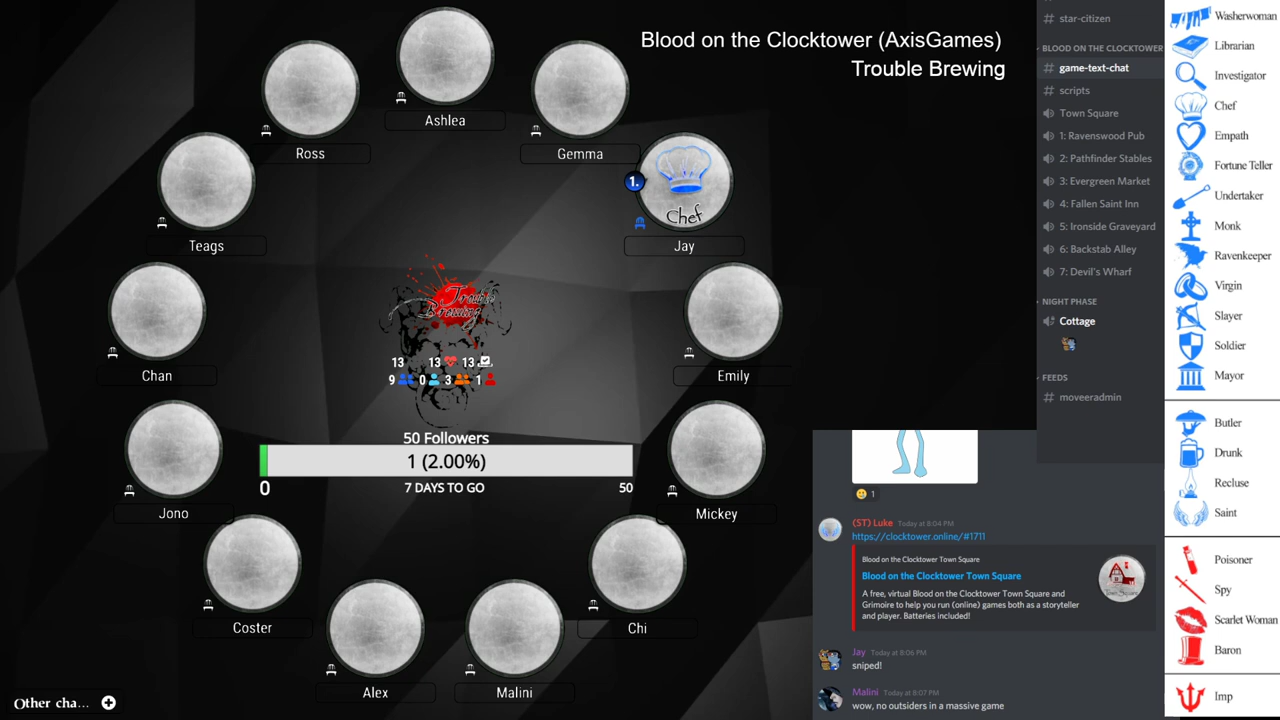 Blood on the Clocktower (AxisGames)
Trouble Brewing
Ashlea
Ross
Gemma
1.
Chef
Jay
Teags
Chan
Emily
Trouble
Brewing
13 13 13
9 0 3 1
50 Followers
1 (2.00%)
0 7 DAYS TO GO 50
Jono
Mickey
Coster
Chi
Alex
Malini
Other cha...
# star-citizen
BLOOD ON THE CLOCKTOWER
# game-text-chat
# scripts
Town Square
1: Ravenswood Pub
2: Pathfinder Stables
3: Evergreen Market
4: Fallen Saint Inn
5: Ironside Graveyard
6: Backstab Alley
7: Devil's Wharf
NIGHT PHASE
Cottage
FEEDS
# moveeradmin
1
(ST) Luke Today at 8:04 PM
https://clocktower.online/#1711
Blood on the Clocktower Town Square
Blood on the Clocktower Town Square
A free, virtual Blood on the Clocktower Town Square and
Grimoire to help you run (online) games both as a storyteller
and player. Batteries included!
Town Square
Jay Today at 8:06 PM
sniped!
Malini Today at 8:07 PM
wow, no outsiders in a massive game
Washerwoman
Librarian
Investigator
Chef
Empath
Fortune Teller
Undertaker
Monk
Ravenkeeper
Virgin
Slayer
Soldier
Mayor
Butler
Drunk
Recluse
Saint
Poisoner
Spy
Scarlet Woman
Baron
Imp